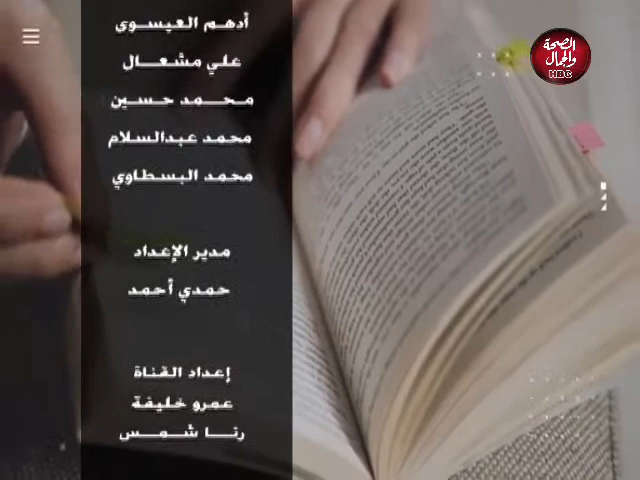 أدهم العيسوى
علي مشعال
محمد حسين
محمد عبدالسلام
محمد البسطاوي
مدير الإعداد
حمدي أحمد
إعداد القناة
عمرو خليفة
رنا شمس
الصحة
والجمال
HBC